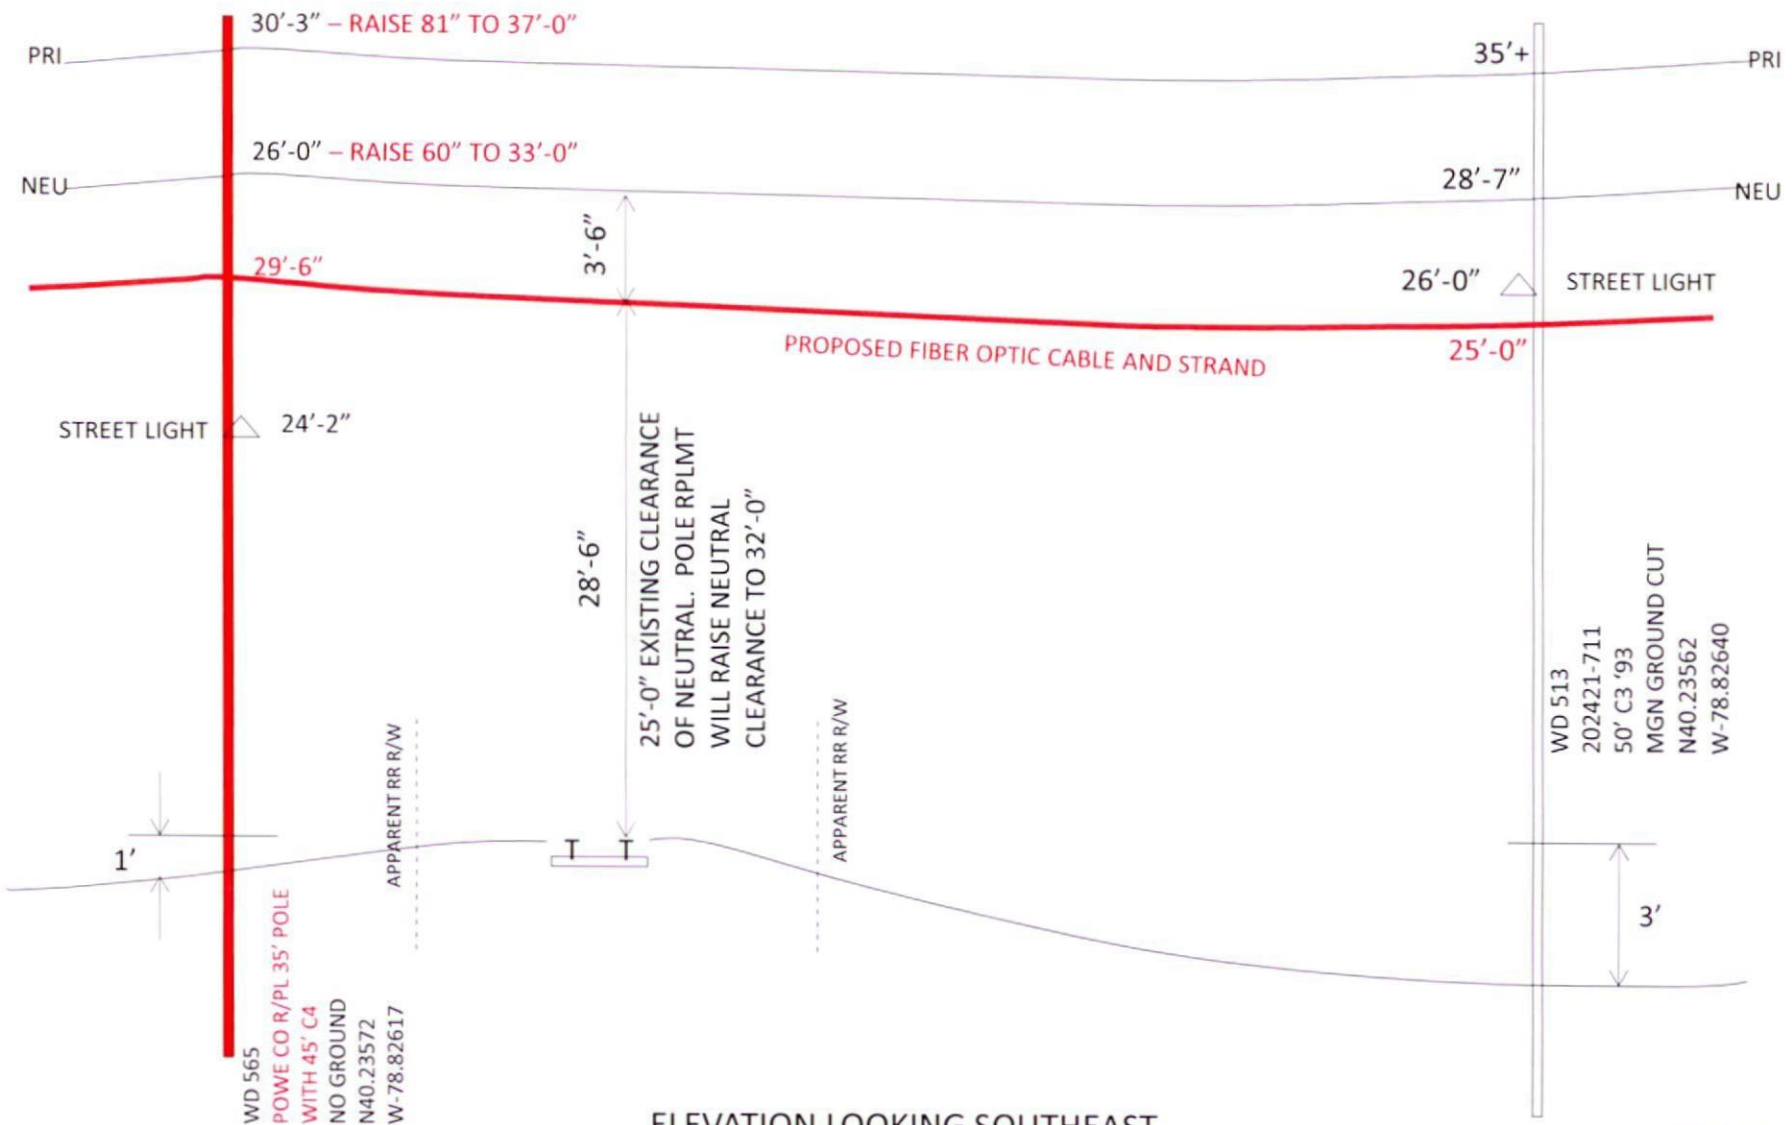 30'-3" – RAISE 81" TO 37'-0"
PRI
35'+
PRI
26'-0" – RAISE 60" TO 33'-0"
NEU
28'-7"
NEU
3'-6"
29'-6"
26'-0"
STREET LIGHT
PROPOSED FIBER OPTIC CABLE AND STRAND
25'-0"
STREET LIGHT
24'-2"
28'-6"
25'-0" EXISTING CLEARANCE
OF NEUTRAL. POLE RPLMT
WILL RAISE NEUTRAL
CLEARANCE TO 32'-0"
APPARENT RR R/W
APPARENT RR R/W
1'
T T
3'
WD 513
202421-711
50' C3 '93
MGN GROUND CUT
N40.23562
W-78.82640
WD 565
POWE CO R/PL 35' POLE
WITH 45' C4
NO GROUND
N40.23572
W-78.82617
ELEVATION LOOKING SOUTHEAST